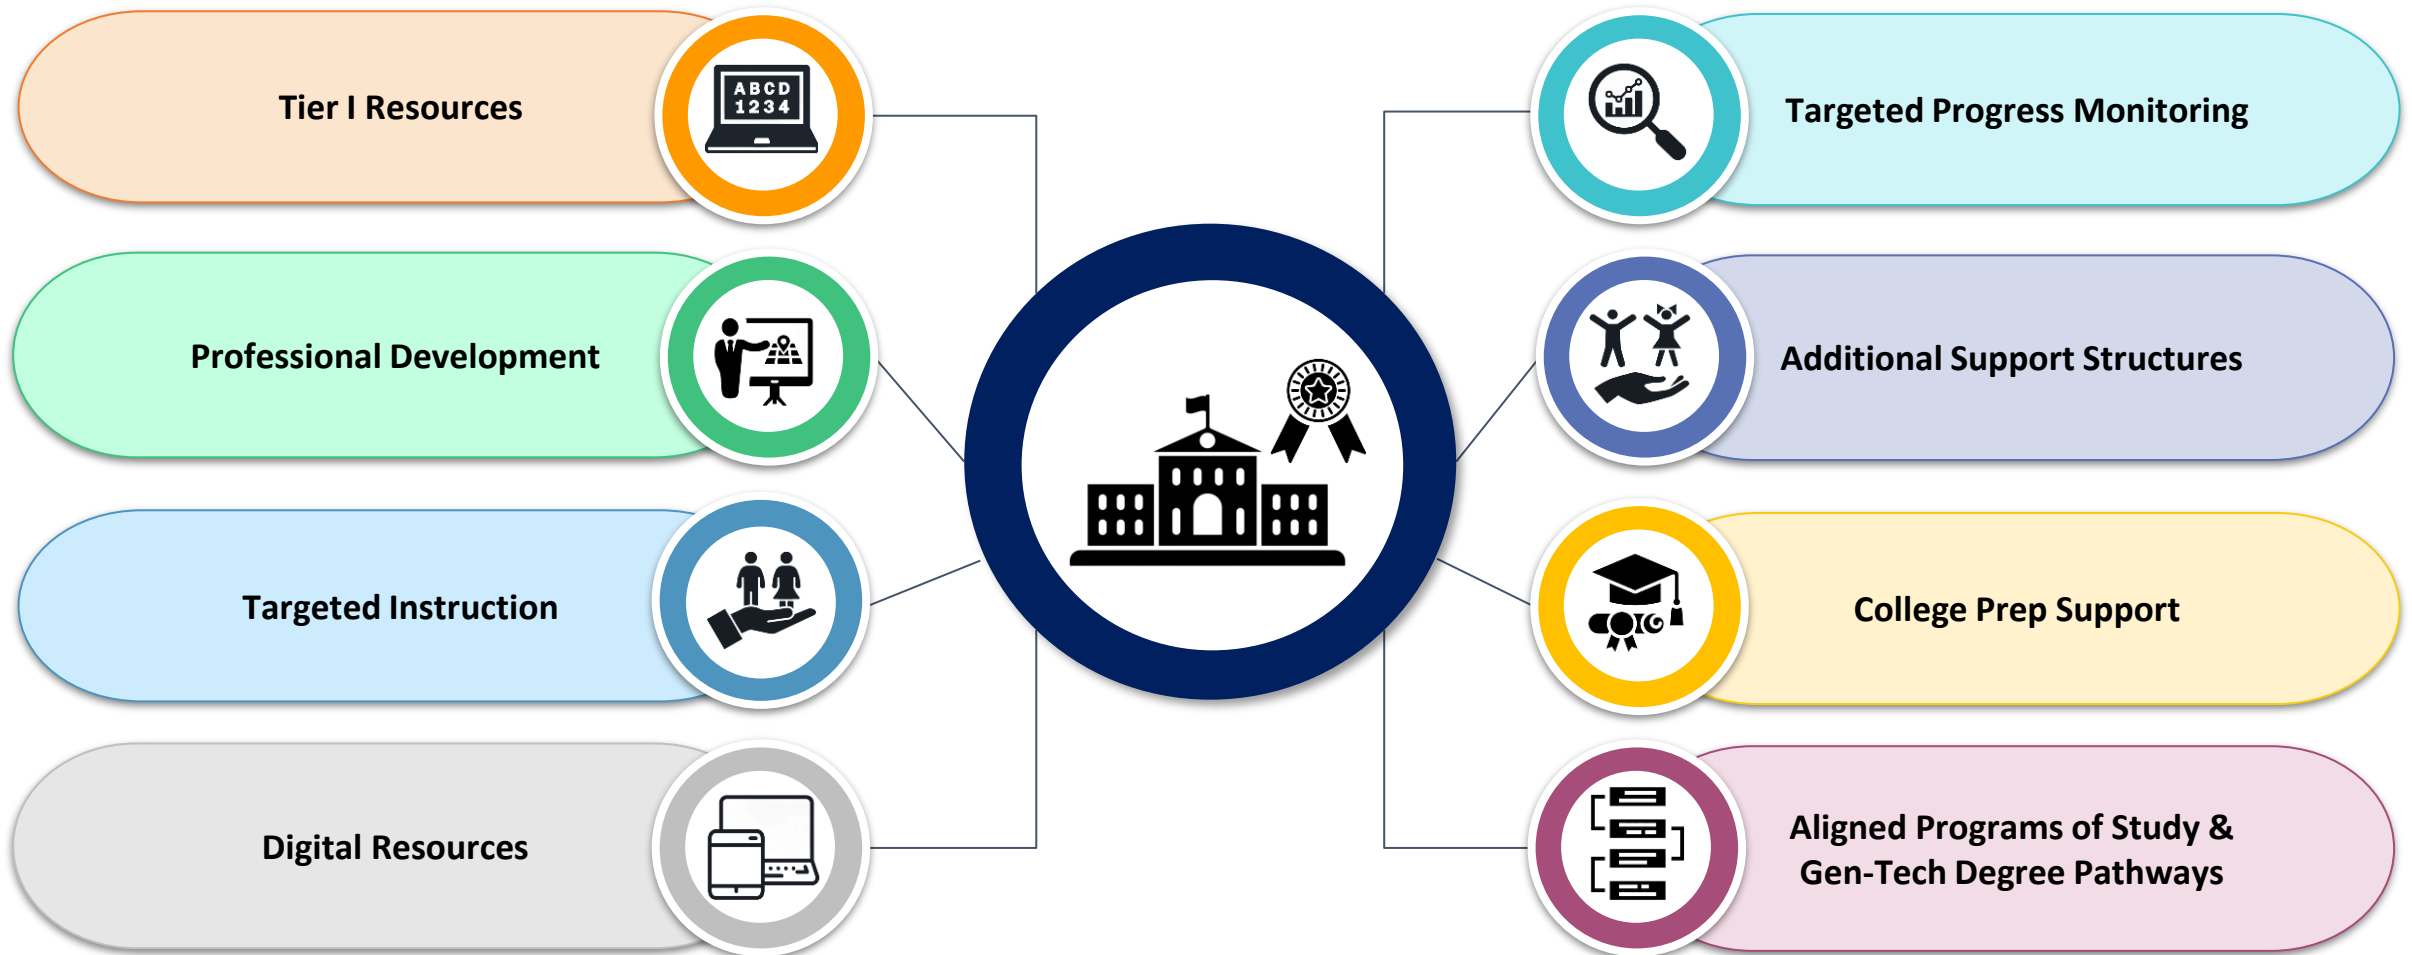 Tier I Resources
ABCD
1234
Professional Development
Targeted Instruction
Digital Resources
Targeted Progress Monitoring
Additional Support Structures
College Prep Support
Aligned Programs of Study &
Gen-Tech Degree Pathways